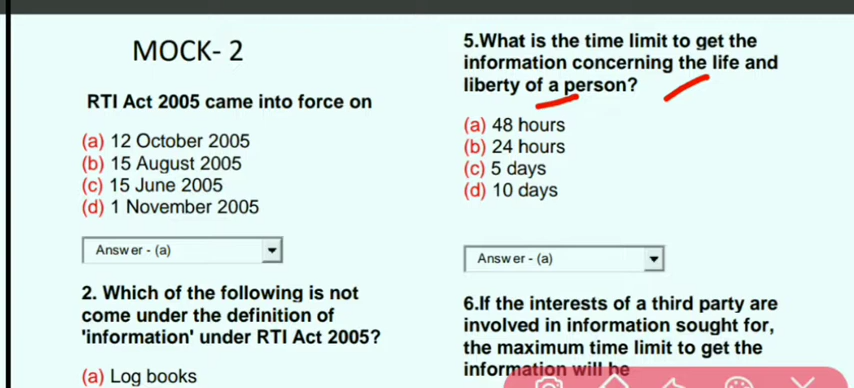 MOCK- 2
RTI Act 2005 came into force on
(a) 12 October 2005
(b) 15 August 2005
(c) 15 June 2005
(d) 1 November 2005
Answer - (a)
2. Which of the following is not
come under the definition of
'information' under RTI Act 2005?
(a) Log books
5.What is the time limit to get the
information concerning the life and
liberty of a person?
(a) 48 hours
(b) 24 hours
(c) 5 days
(d) 10 days
Answer - (a)
6.If the interests of a third party are
involved in information sought for,
the maximum time limit to get the
information will be